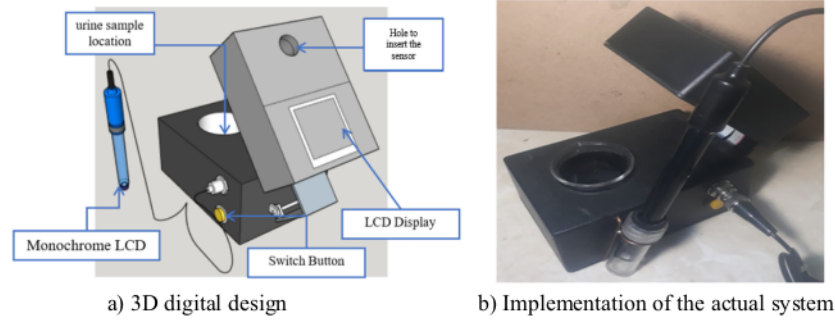 urine sample
location
Hole to
insert the
sensor
LCD Display
Monochrome LCD
Switch Button
a) 3D digital design
b) Implementation of the actual system